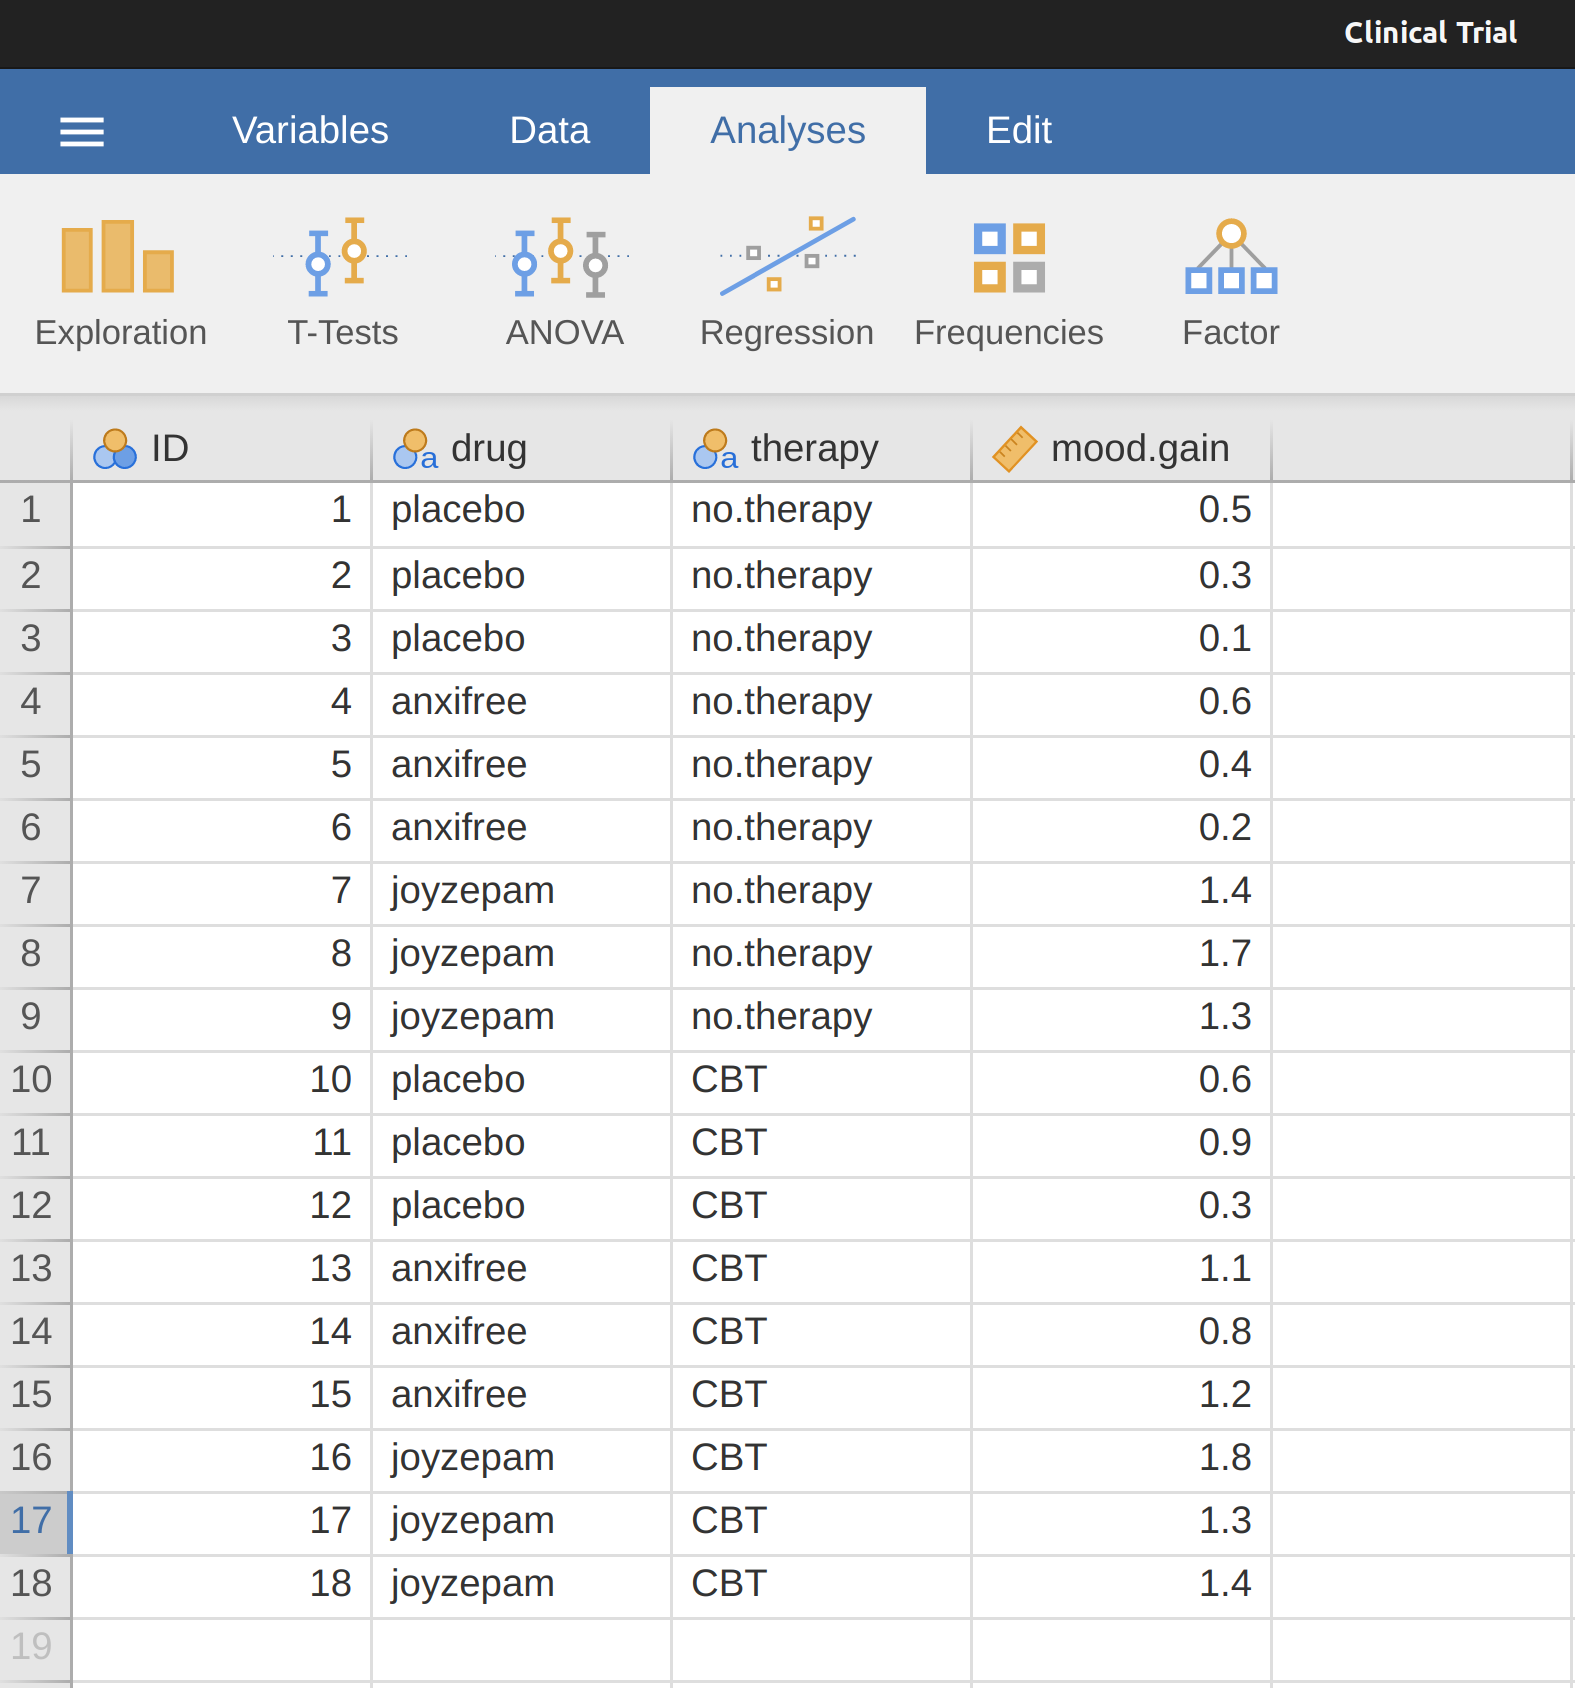 Clinical Trial
Variables Data Analyses Edit
Exploration T-Tests ANOVA Regression Frequencies Factor
ID a drug a therapy mood.gain
1 1 placebo no.therapy 0.5
2 2 placebo no.therapy 0.3
3 3 placebo no.therapy 0.1
4 4 anxifree no.therapy 0.6
5 5 anxifree no.therapy 0.4
6 6 anxifree no.therapy 0.2
7 7 joyzepam no.therapy 1.4
8 8 joyzepam no.therapy 1.7
9 9 joyzepam no.therapy 1.3
10 10 placebo CBT 0.6
11 11 placebo CBT 0.9
12 12 placebo CBT 0.3
13 13 anxifree CBT 1.1
14 14 anxifree CBT 0.8
15 15 anxifree CBT 1.2
16 16 joyzepam CBT 1.8
17 17 joyzepam CBT 1.3
18 18 joyzepam CBT 1.4
19